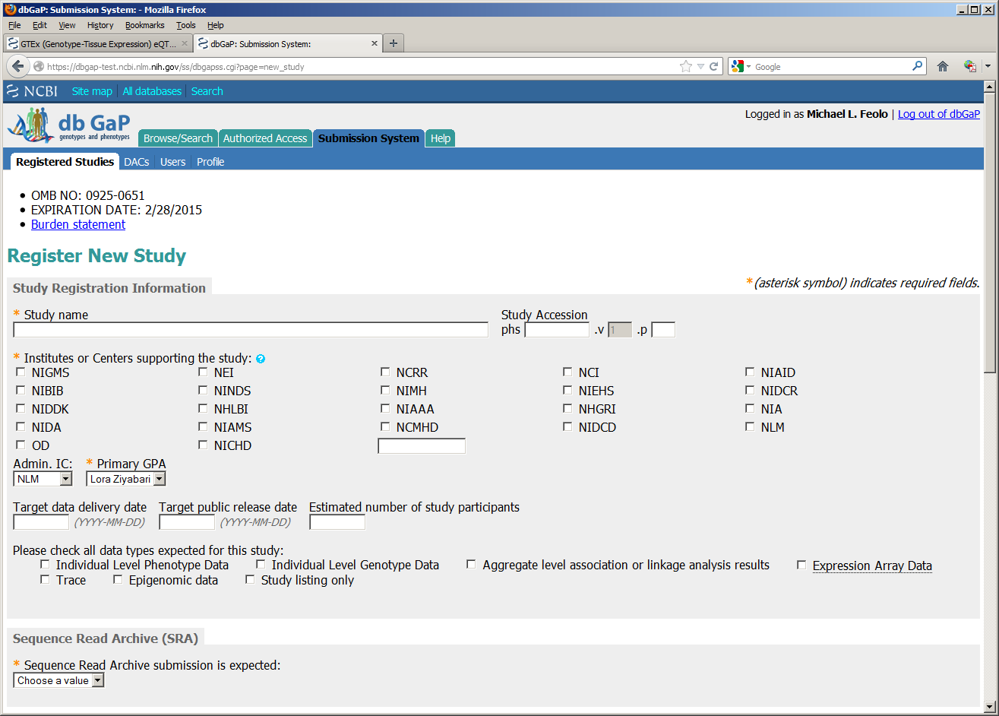 dbGaP: Submission System: - Mozilla Firefox
File Edit View History Bookmarks Tools Help
GTEx (Genotype-Tissue Expression) eQT... dbGaP: Submission System:
https://dbgap-test.ncbi.nlm.nih.gov/ss/dbgapss.cgi?page=new_study Google
NCBI Site map All databases Search
Logged in as Michael L. Feolo | Log out of dbGaP
db GaP
genotypes and phenotypes
Browse/Search Authorized Access Submission System Help
Registered Studies DACs Users Profile
• OMB NO: 0925-0651
• EXPIRATION DATE: 2/28/2015
• Burden statement
Register New Study
* (asterisk symbol) indicates required fields.
Study Registration Information
* Study name Study Accession
phs .v 1 .p
* Institutes or Centers supporting the study: ?
NIGMS NEI NCRR NCI NIAID
NIBIB NINDS NIMH NIEHS NIDCR
NIDDK NHLBI NIAAA NHGRI NIA
NIDA NIAMS NCMHD NIDCD NLM
OD NICHD
Admin. IC: * Primary GPA
NLM Lora Ziyabari
Target data delivery date Target public release date Estimated number of study participants
(YYYY-MM-DD) (YYYY-MM-DD)
Please check all data types expected for this study:
Individual Level Phenotype Data Individual Level Genotype Data Aggregate level association or linkage analysis results Expression Array Data
Trace Epigenomic data Study listing only
Sequence Read Archive (SRA)
* Sequence Read Archive submission is expected:
Choose a value